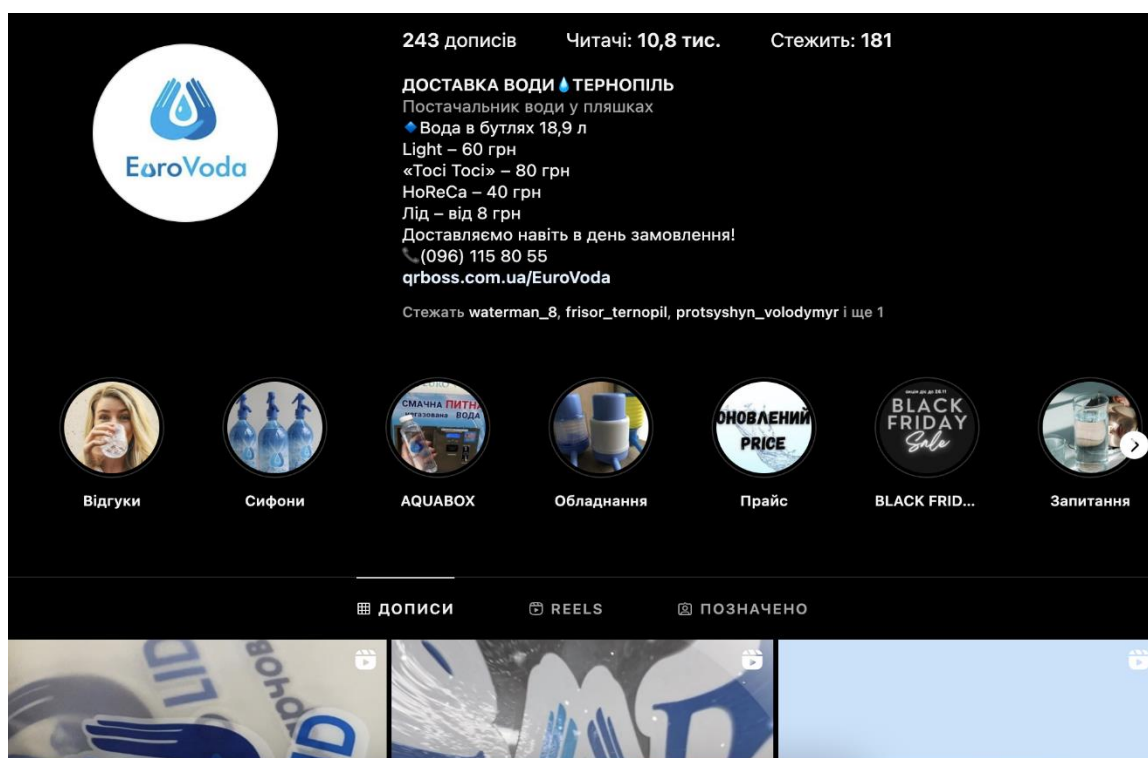 243 дописів Читачі: 10,8 тис. Стежить: 181
EuroVoda
ДОСТАВКА ВОДИ💧ТЕРНОПІЛЬ
Постачальник води у пляшках
🔹Вода в бутлях 18,9 л
Light – 60 грн
«Тосі Тосі» – 80 грн
HoReCa – 40 грн
Лід – від 8 грн
Доставляємо навіть в день замовлення!
📞(096) 115 80 55
qrboss.com.ua/EuroVoda
Стежать waterman_8, frisor_ternopil, protsyshyn_volodymyr і ще 1
СМАЧНА ПИТН
негазована ВОДА
ОНОВЛЕНИЙ
PRICE
BLACK
FRIDAY
Sale
Відгуки Сифони AQUABOX Обладнання Прайс BLACK FRID... Запитання
ДОПИСИ REELS ПОЗНАЧЕНО
LID